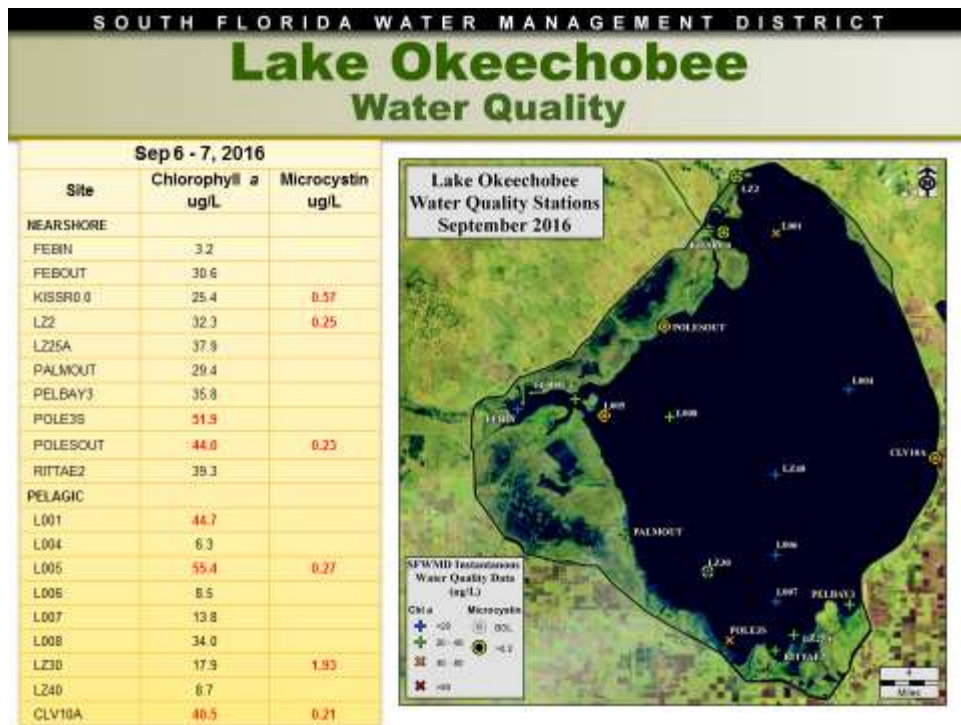 SOUTH FLORIDA WATER MANAGEMENT DISTRICT
Lake Okeechobee
Water Quality
Sep 6 - 7, 2016
Site Chlorophyll a ug/L Microcystin ug/L
NEARSHORE
FEBIN 3.2
FEBOUT 30.6
KISSR0.0 25.4 0.57
LZ2 32.3 0.25
LZ25A 37.9
PALMOUT 29.4
PELBAY3 35.8
POLE3S 51.9
POLESOUT 44.0 0.23
RITTAE2 39.3
PELAGIC
L001 44.7
L004 6.3
L005 55.4 0.27
L006 8.5
L007 13.8
L008 34.0
LZ30 17.9 1.93
LZ40 8.7
CLV10A 40.5 0.21
Lake Okeechobee
Water Quality Stations
September 2016
LZ2
L001
POLESOUT
L004
FEBIN
L005
L008
CLV10A
LZ40
PALMOUT
L006
LZ30
L007
PELBAY3
POLE3S
RITTAE2
SFWMD Instantaneous
Water Quality Data
(ug/L)
Chl a Microcystin
BDL
Miles